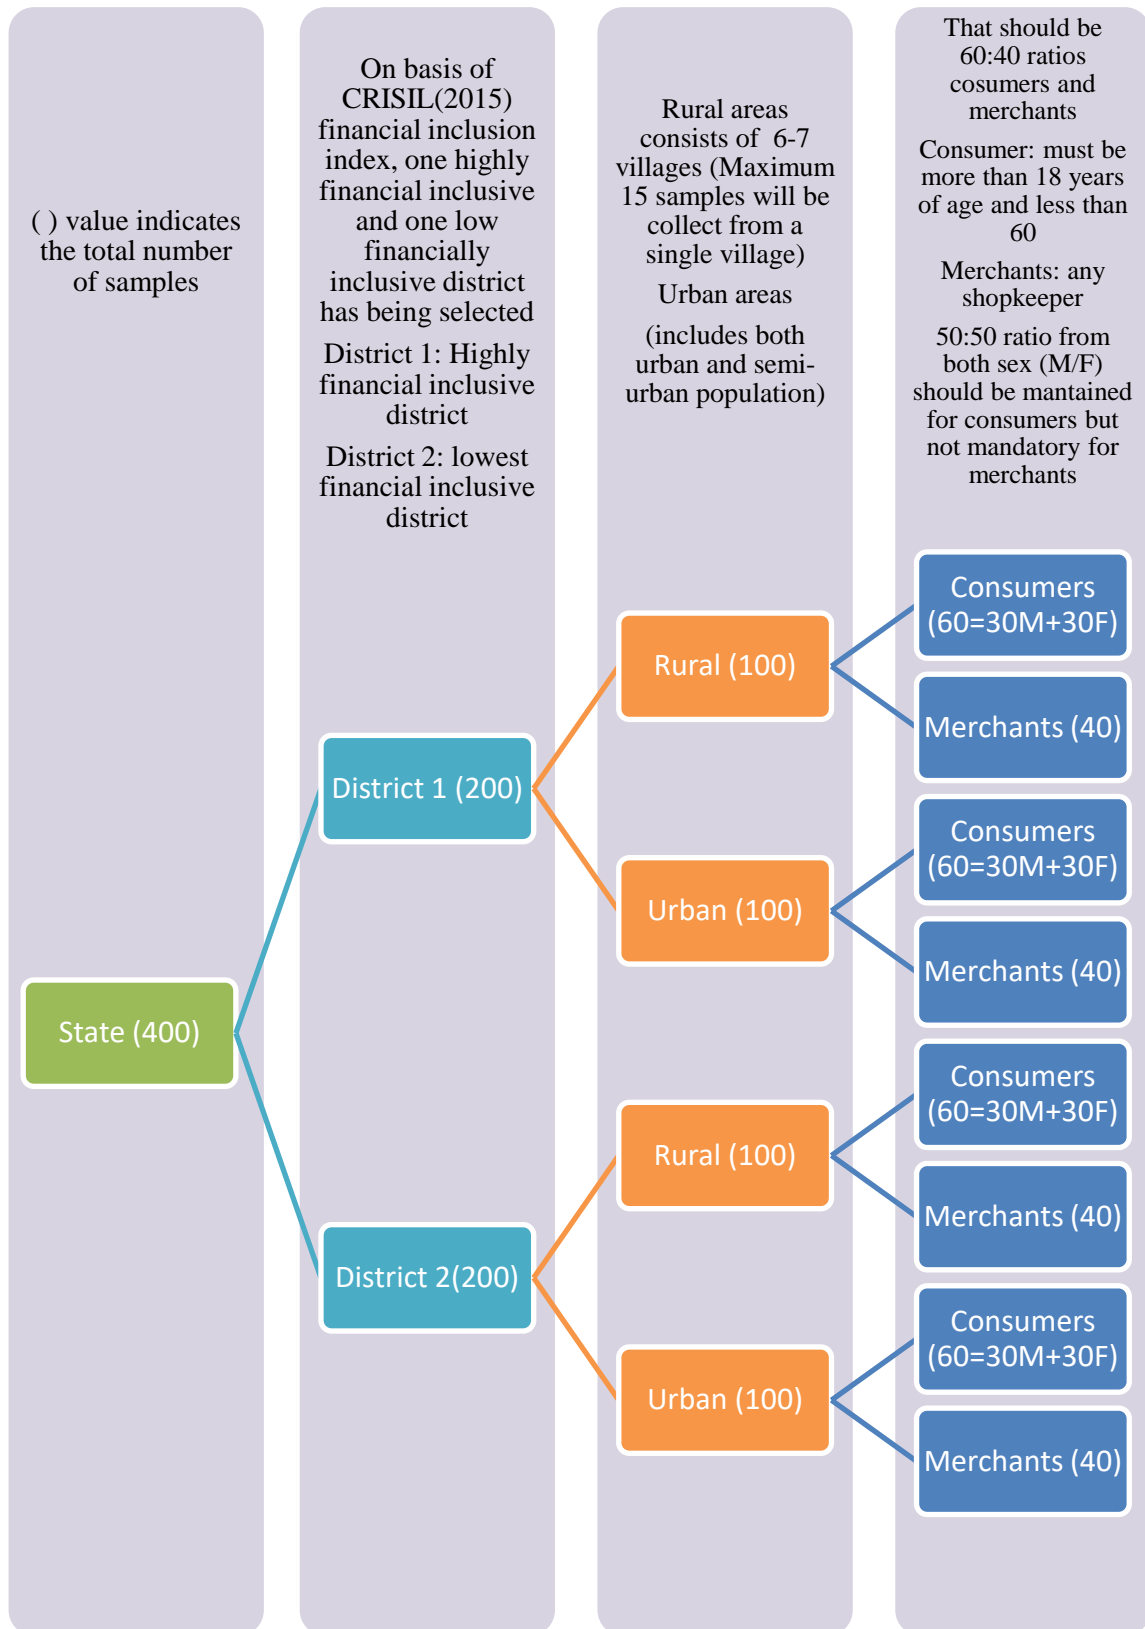 ( ) value indicates
the total number
of samples
On basis of
CRISIL(2015)
financial inclusion
index, one highly
financial inclusive
and one low
financially
inclusive district
has being selected
District 1: Highly
financial inclusive
district
District 2: lowest
financial inclusive
district
Rural areas
consists of 6-7
villages (Maximum
15 samples will be
collect from a
single village)
Urban areas
(includes both
urban and semi-
urban population)
That should be
60:40 ratios
cosumers and
merchants
Consumer: must be
more than 18 years
of age and less than
60
Merchants: any
shopkeeper
50:50 ratio from
both sex (M/F)
should be mantained
for consumers but
not mandatory for
merchants
State (400)
District 1 (200)
Rural (100)
Consumers
(60=30M+30F)
Merchants (40)
Urban (100)
Consumers
(60=30M+30F)
Merchants (40)
District 2(200)
Rural (100)
Consumers
(60=30M+30F)
Merchants (40)
Urban (100)
Consumers
(60=30M+30F)
Merchants (40)